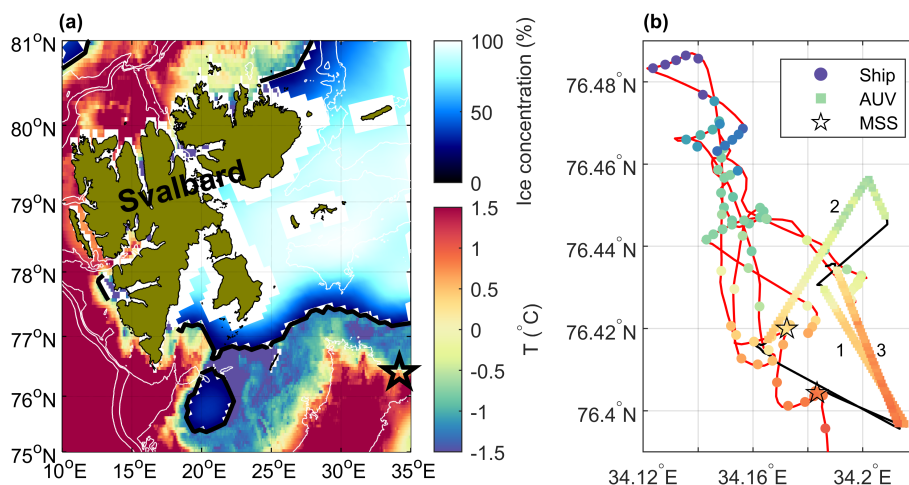 (a)
81°N
80°N
79°N
78°N
77°N
76°N
75°N
10°E
15°E
20°E
25°E
30°E
35°E
Svalbard
100
50
0
Ice concentration (%)
1.5
1.0
0.5
0
-0.5
-1.0
-1.5
T (°C)
(b)
76.48°N
76.46°N
76.44°N
76.42°N
76.4°N
34.12°E
34.16°E
34.2°E
Ship
AUV
MSS
2
1
3